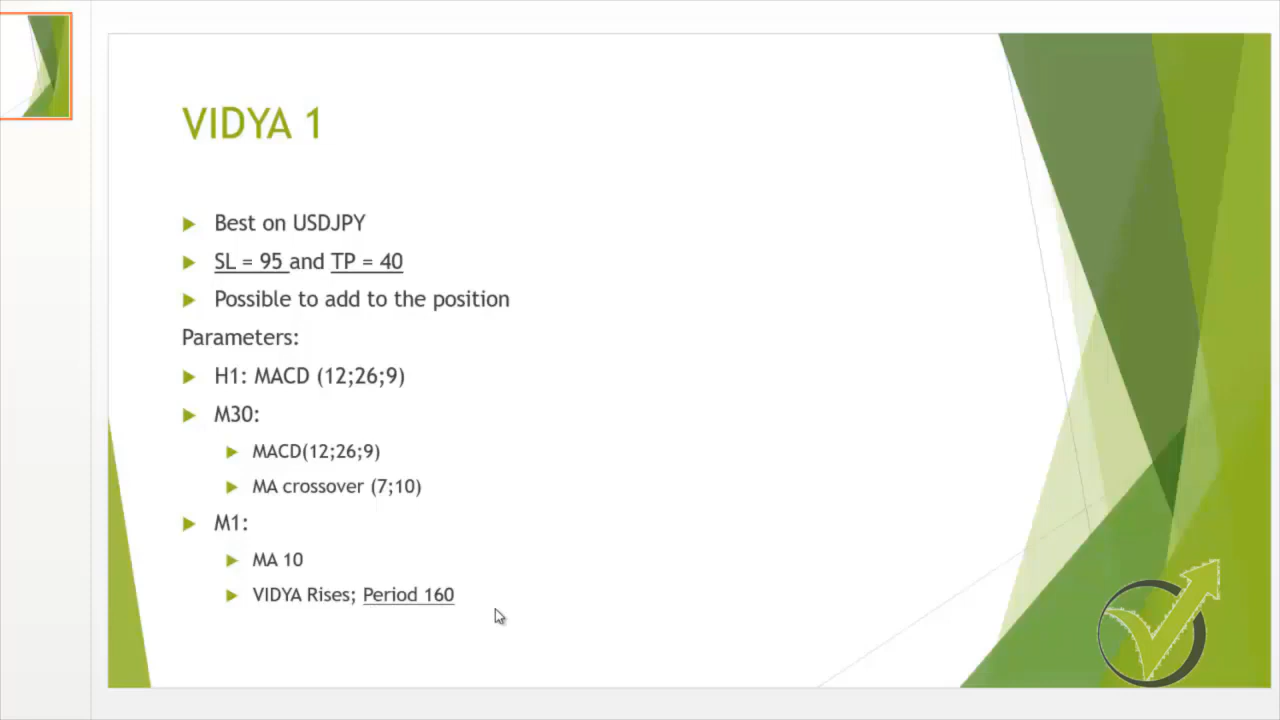 VIDYA 1
Best on USDJPY
SL = 95 and TP = 40
Possible to add to the position
Parameters:
H1: MACD (12;26;9)
M30:
MACD(12;26;9)
MA crossover (7;10)
M1:
MA 10
VIDYA Rises; Period 160